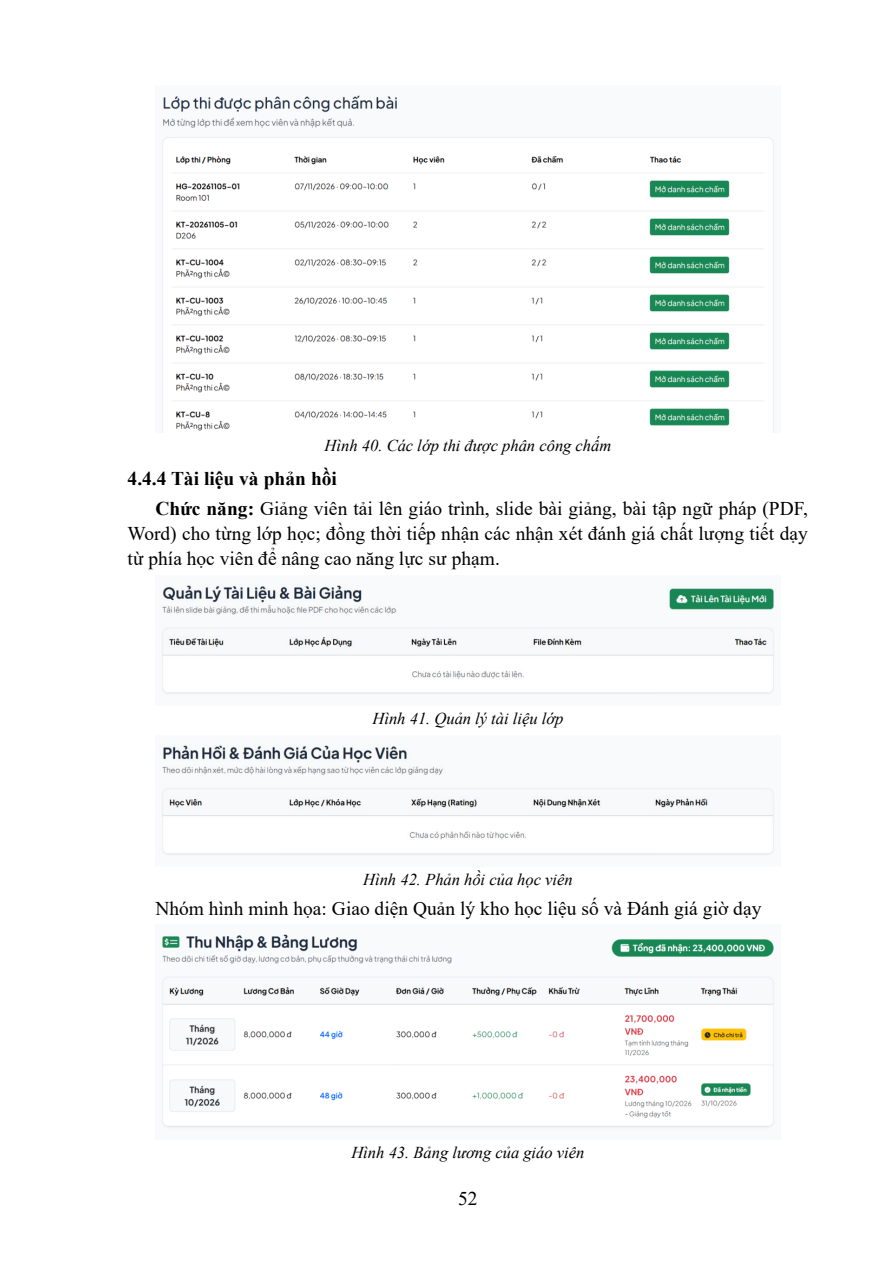 Lớp thi được phân công chấm bài
Mở từng lớp thi để xem học viên và nhập kết quả.
Lớp thi / Phòng Thời gian Học viên Đã chấm Thao tác
HG-20261105-01 07/11/2026 · 09:00-10:00 1 0/1 Mở danh sách chấm
Room 101
KT-20261105-01 05/11/2026 · 09:00-10:00 2 2/2 Mở danh sách chấm
D206
KT-CU-1004 02/11/2026 · 08:30-09:15 2 2/2 Mở danh sách chấm
PhÃ²ng thi cÅ©
KT-CU-1003 26/10/2026 · 10:00-10:45 1 1/1 Mở danh sách chấm
PhÃ²ng thi cÅ©
KT-CU-1002 12/10/2026 · 08:30-09:15 1 1/1 Mở danh sách chấm
PhÃ²ng thi cÅ©
KT-CU-10 08/10/2026 · 18:30-19:15 1 1/1 Mở danh sách chấm
PhÃ²ng thi cÅ©
KT-CU-8 04/10/2026 · 14:00-14:45 1 1/1 Mở danh sách chấm
PhÃ²ng thi cÅ©
Hình 40. Các lớp thi được phân công chấm
4.4.4 Tài liệu và phản hồi
Chức năng: Giảng viên tải lên giáo trình, slide bài giảng, bài tập ngữ pháp (PDF,
Word) cho từng lớp học; đồng thời tiếp nhận các nhận xét đánh giá chất lượng tiết dạy
từ phía học viên để nâng cao năng lực sư phạm.
Quản Lý Tài Liệu & Bài Giảng
Tải Lên Tài Liệu Mới
Tải lên slide bài giảng, đề thi mẫu hoặc file PDF cho học viên các lớp
Tiêu Đề Tài Liệu Lớp Học Áp Dụng Ngày Tải Lên File Đính Kèm Thao Tác
Chưa có tài liệu nào được tải lên.
Hình 41. Quản lý tài liệu lớp
Phản Hồi & Đánh Giá Của Học Viên
Theo dõi nhận xét, mức độ hài lòng và xếp hạng sao từ học viên các lớp giảng dạy
Học Viên Lớp Học / Khóa Học Xếp Hạng (Rating) Nội Dung Nhận Xét Ngày Phản Hồi
Chưa có phản hồi nào từ học viên.
Hình 42. Phản hồi của học viên
Nhóm hình minh họa: Giao diện Quản lý kho học liệu số và Đánh giá giờ dạy
Thu Nhập & Bảng Lương
Tổng đã nhận: 23,400,000 VNĐ
Theo dõi chi tiết số giờ dạy, lương cơ bản, phụ cấp thưởng và trạng thái chi trả lương
Kỳ Lương Lương Cơ Bản Số Giờ Dạy Đơn Giá / Giờ Thưởng / Phụ Cấp Khấu Trừ Thực Lĩnh Trạng Thái
Tháng 11/2026 8,000,000 đ 44 giờ 300,000 đ +500,000 đ -0 đ 21,700,000 VNĐ Chờ chi trả
Tạm tính lương tháng
11/2026
Tháng 10/2026 8,000,000 đ 48 giờ 300,000 đ +1,000,000 đ -0 đ 23,400,000 VNĐ Đã nhận tiền
Lương tháng 10/2026 31/10/2026
- Giảng dạy tốt
Hình 43. Bảng lương của giáo viên
52